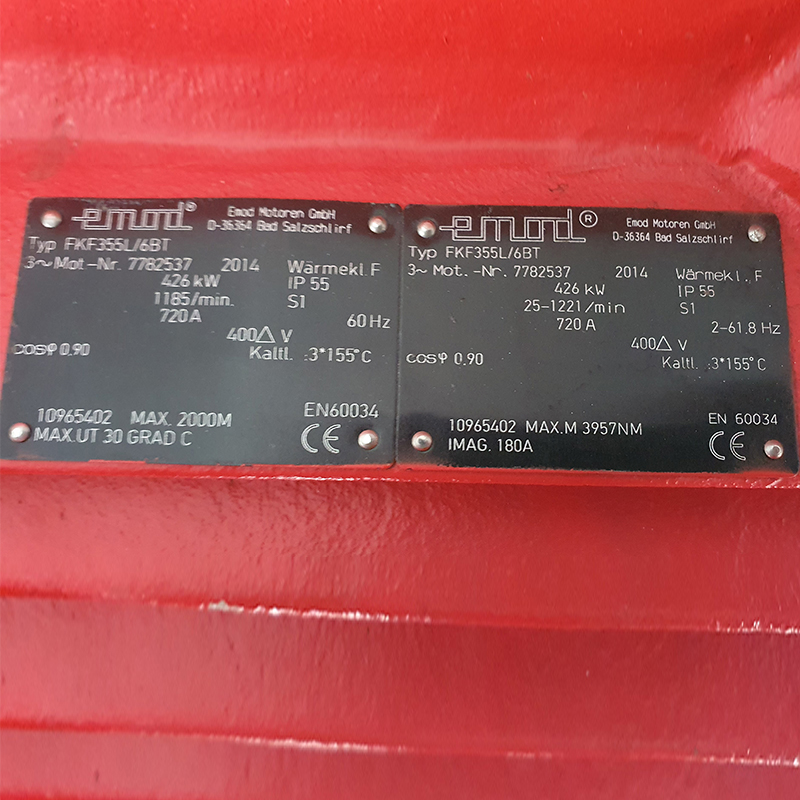 emod®
Emod Motoren GmbH
D-36364 Bad Salzschlirf
Typ FKF355L/6BT
3~Mot.-Nr. 7782537 2014 Wärmekl. F
426 kW IP 55
1185/min. S1
720 A 60 Hz
400△ V
cosφ 0.90 Kaltl. :3*155°C
10965402 MAX. 2000M EN60034
MAX.UT 30 GRAD C CE
emod®
Emod Motoren GmbH
D-36364 Bad Salzschlirf
Typ FKF355L/6BT
3~ Mot.-Nr. 7782537 2014 Wärmekl. F
426 kW IP 55
25-1221/min S1
720 A 2-61.8 Hz
400△ V
cosφ 0.90 Kaltl. :3*155°C
10965402 MAX.M 3957NM EN 60034
IMAG. 180A CE